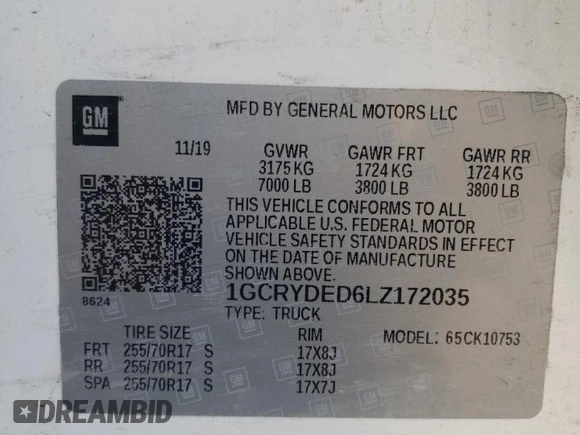 GM
MFD BY GENERAL MOTORS LLC
11/19 GVWR GAWR FRT GAWR RR
3175 KG 1724 KG 1724 KG
7000 LB 3800 LB 3800 LB
THIS VEHICLE CONFORMS TO ALL
APPLICABLE U.S. FEDERAL MOTOR
VEHICLE SAFETY STANDARDS IN EFFECT
ON THE DATE OF MANUFACTURE
SHOWN ABOVE.
8624 1GCRYDED6LZ172035
TYPE: TRUCK
TIRE SIZE RIM MODEL: 65CK10753
FRT 255/70R17 S 17X8J
RR 255/70R17 S 17X8J
SPA 255/70R17 S 17X7J
DREAMBID